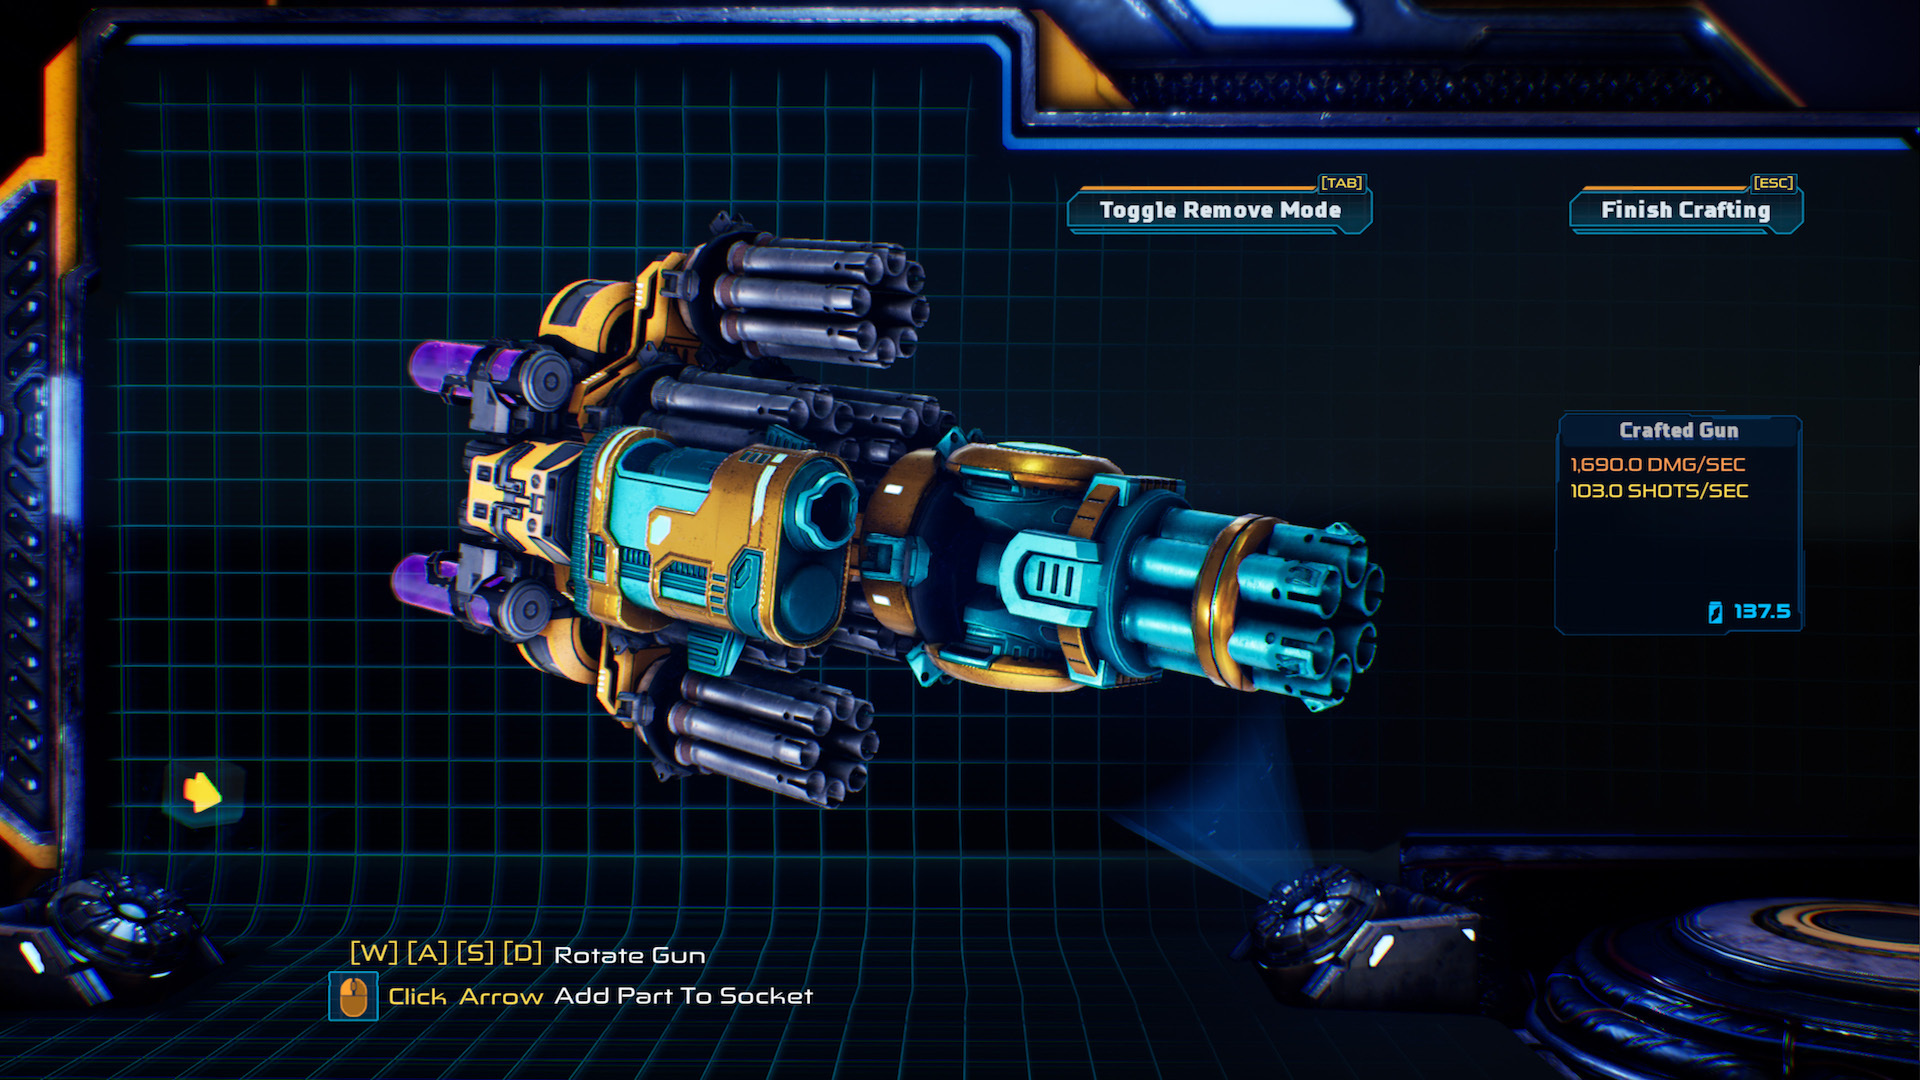 [TAB]
Toggle Remove Mode
[ESC]
Finish Crafting
Crafted Gun
1,690.0 DMG/SEC
103.0 SHOTS/SEC
137.5
[W] [A] [S] [D] Rotate Gun
Click Arrow Add Part To Socket